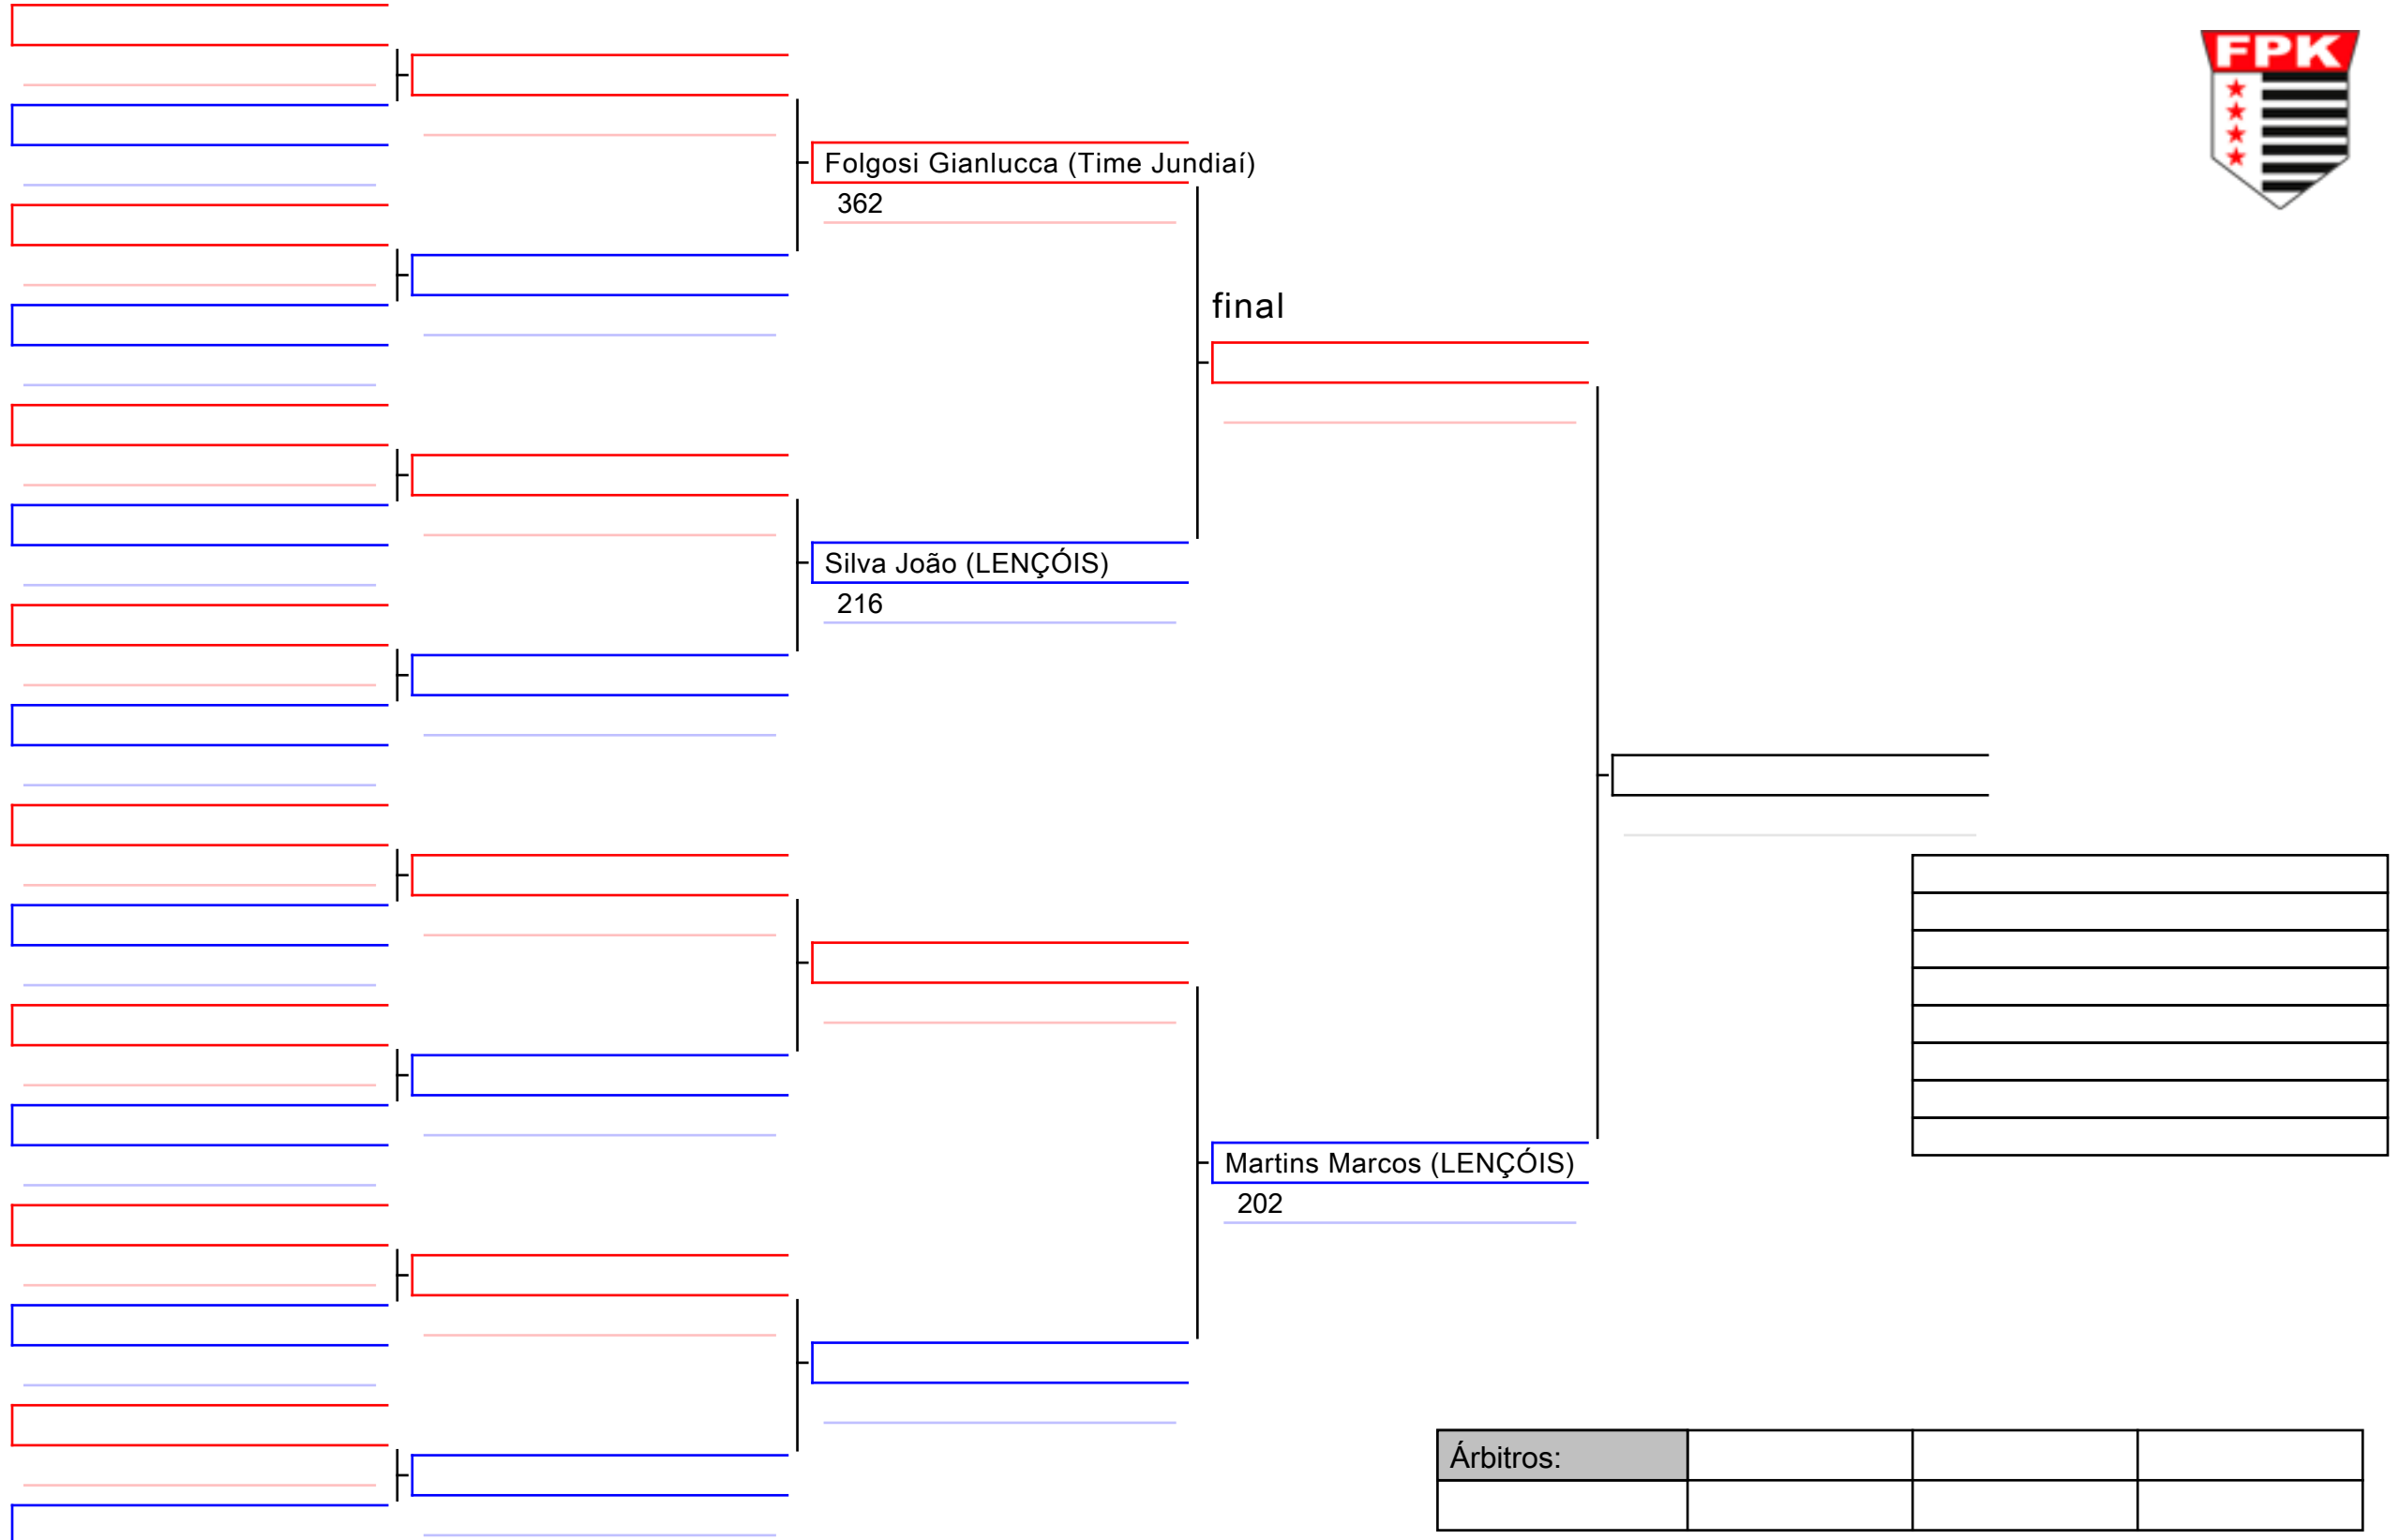 FPK
Folgosi Gianlucca (Time Jundiaí)
362
final
Silva João (LENÇÓIS)
216
Martins Marcos (LENÇÓIS)
202
Árbitros: